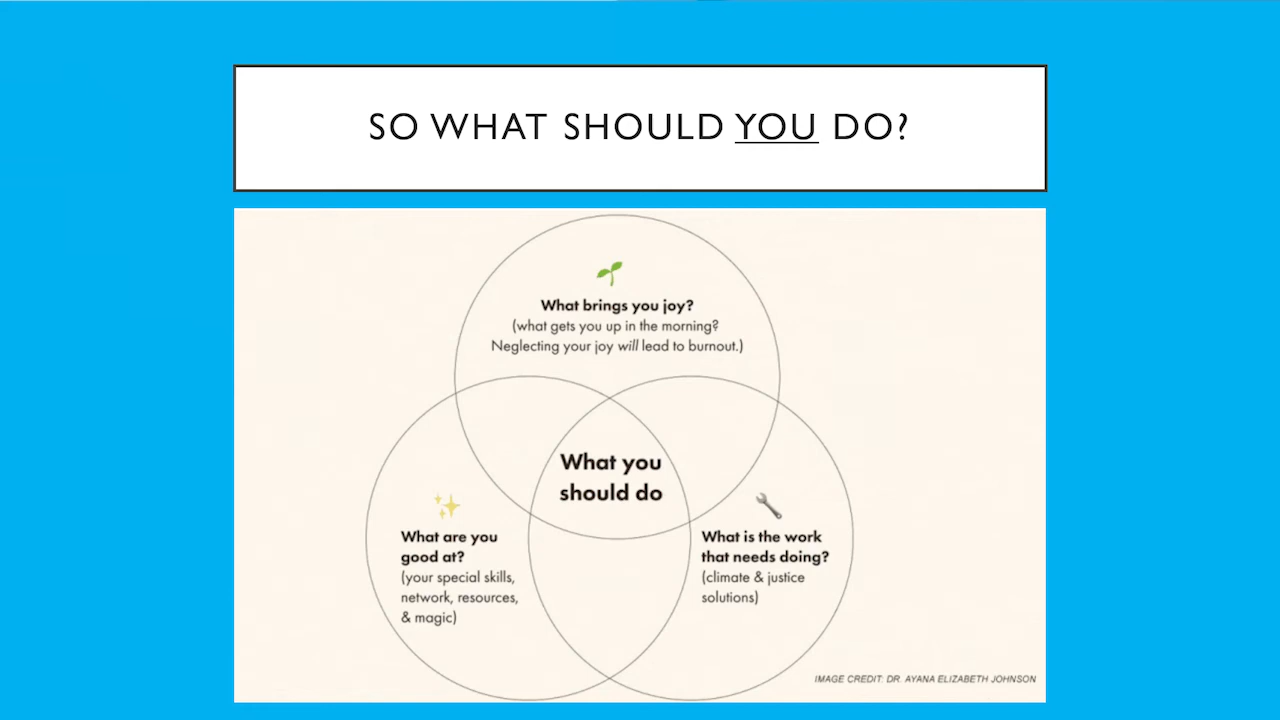 SO WHAT SHOULD YOU DO?
What brings you joy?
(what gets you up in the morning?
Neglecting your joy will lead to burnout.)
What you
should do
What are you
good at?
(your special skills,
network, resources,
& magic)
What is the work
that needs doing?
(climate & justice
solutions)
IMAGE CREDIT: DR. AYANA ELIZABETH JOHNSON